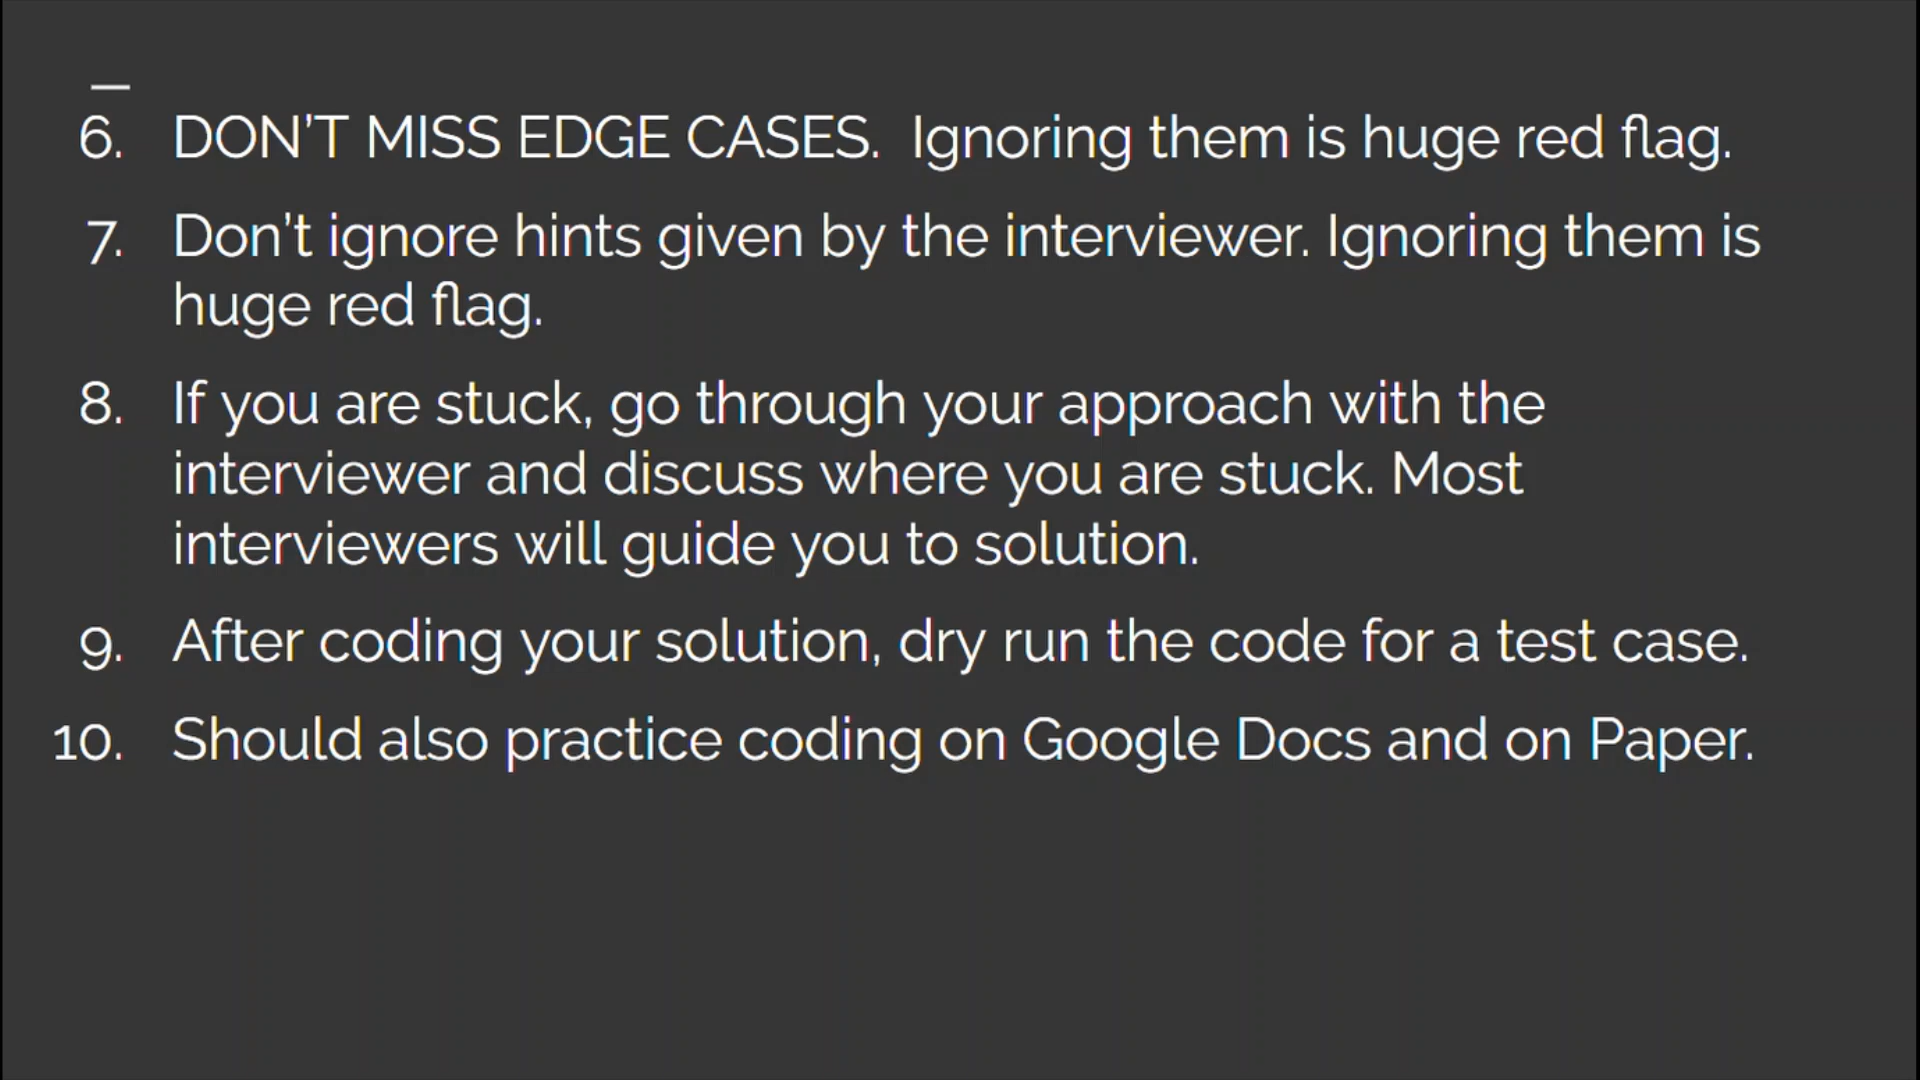 6. DON'T MISS EDGE CASES.  Ignoring them is huge red flag.
7. Don't ignore hints given by the interviewer. Ignoring them is
huge red flag.
8. If you are stuck, go through your approach with the
interviewer and discuss where you are stuck. Most
interviewers will guide you to solution.
9. After coding your solution, dry run the code for a test case.
10. Should also practice coding on Google Docs and on Paper.